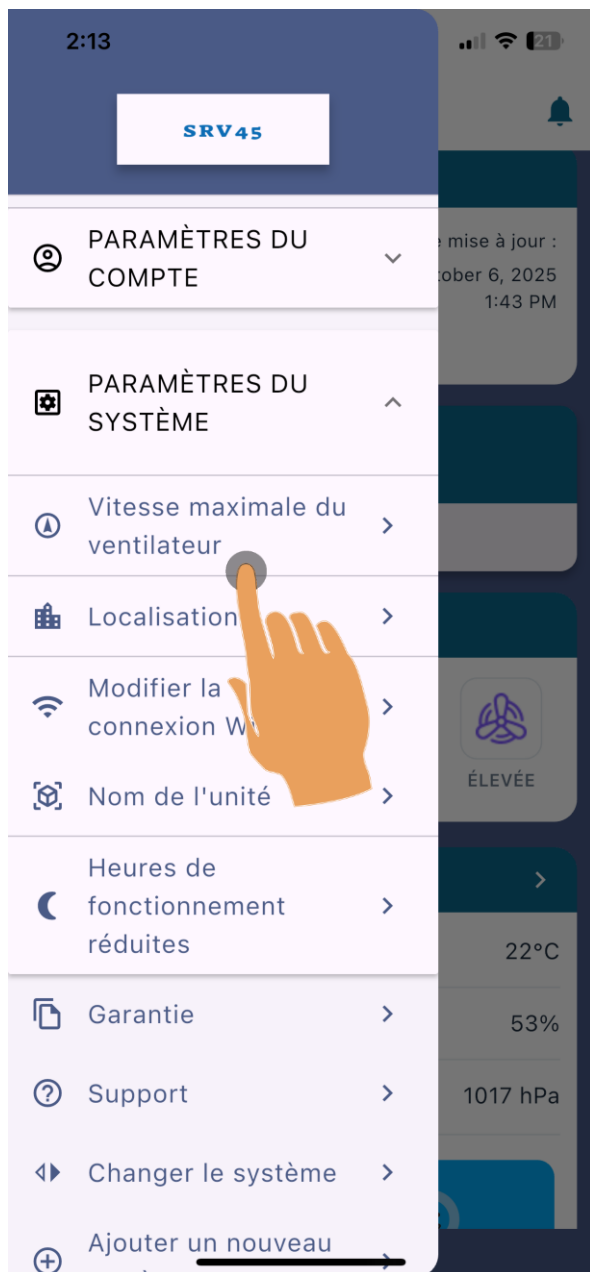 2:13
21
SRV45
PARAMÈTRES DU
COMPTE
e mise à jour :
tober 6, 2025
1:43 PM
PARAMÈTRES DU
SYSTÈME
Vitesse maximale du
ventilateur
Localisation
Modifier la
connexion W
ÉLEVÉE
Nom de l'unité
Heures de
fonctionnement
réduites
22°C
Garantie
53%
Support
1017 hPa
Changer le système
Ajouter un nouveau